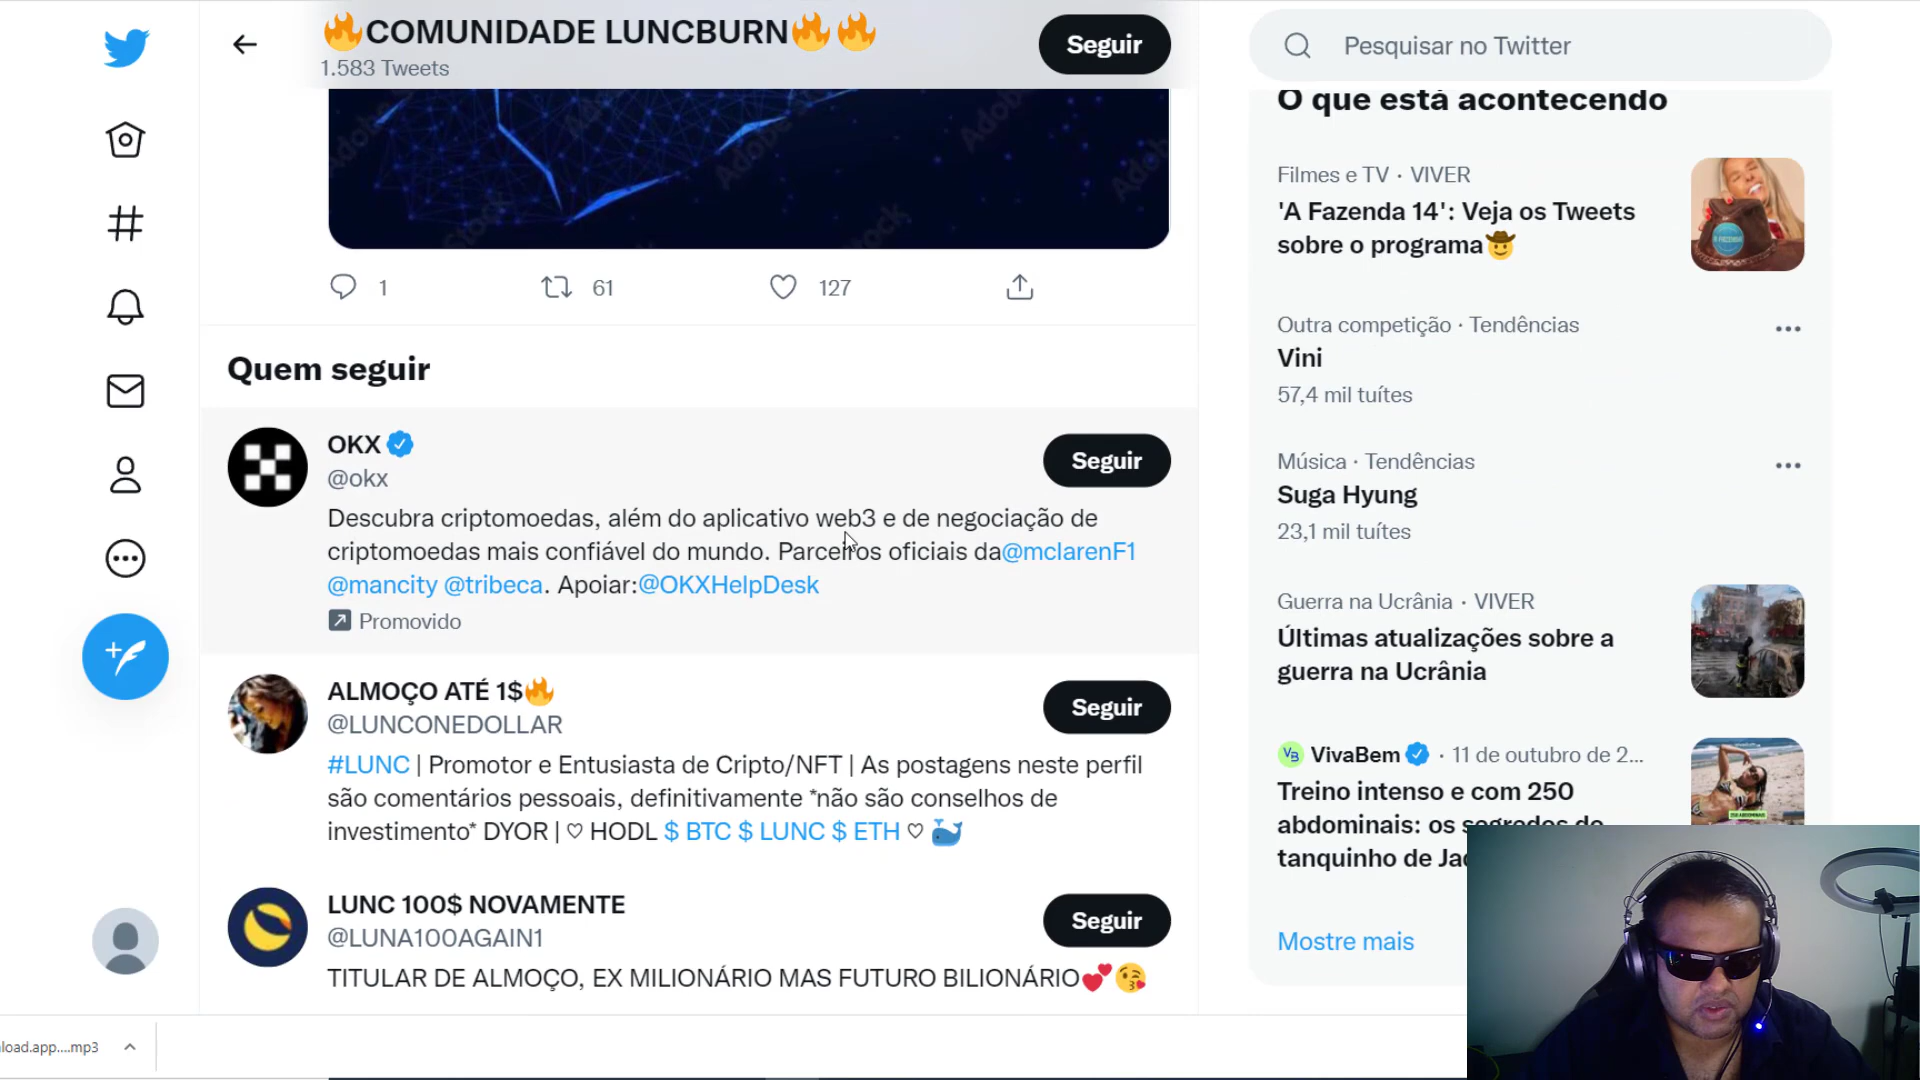 🔥COMUNIDADE LUNCBURN🔥🔥
1.583 Tweets
Seguir
Pesquisar no Twitter
O que está acontecendo
Filmes e TV · VIVER
'A Fazenda 14': Veja os Tweets
sobre o programa🤠
Outra competição · Tendências
Vini
57,4 mil tuítes
Música · Tendências
Suga Hyung
23,1 mil tuítes
Guerra na Ucrânia · VIVER
Últimas atualizações sobre a
guerra na Ucrânia
VivaBem · 11 de outubro de 2...
Treino intenso e com 250
abdominais: os segredos do
tanquinho de
Mostre mais
1 61 127
Quem seguir
OKX
@okx
Seguir
Descubra criptomoedas, além do aplicativo web3 e de negociação de
criptomoedas mais confiável do mundo. Parceiros oficiais da@mclarenF1
@mancity @tribeca. Apoiar:@OKXHelpDesk
Promovido
ALMOÇO ATÉ 1$🔥
@LUNCONEDOLLAR
Seguir
#LUNC | Promotor e Entusiasta de Cripto/NFT | As postagens neste perfil
são comentários pessoais, definitivamente *não são conselhos de
investimento* DYOR | ♡ HODL $ BTC $ LUNC $ ETH ♡ 🐳
LUNC 100$ NOVAMENTE
@LUNA100AGAIN1
Seguir
TITULAR DE ALMOÇO, EX MILIONÁRIO MAS FUTURO BILIONÁRIO💕😘
load.app....mp3